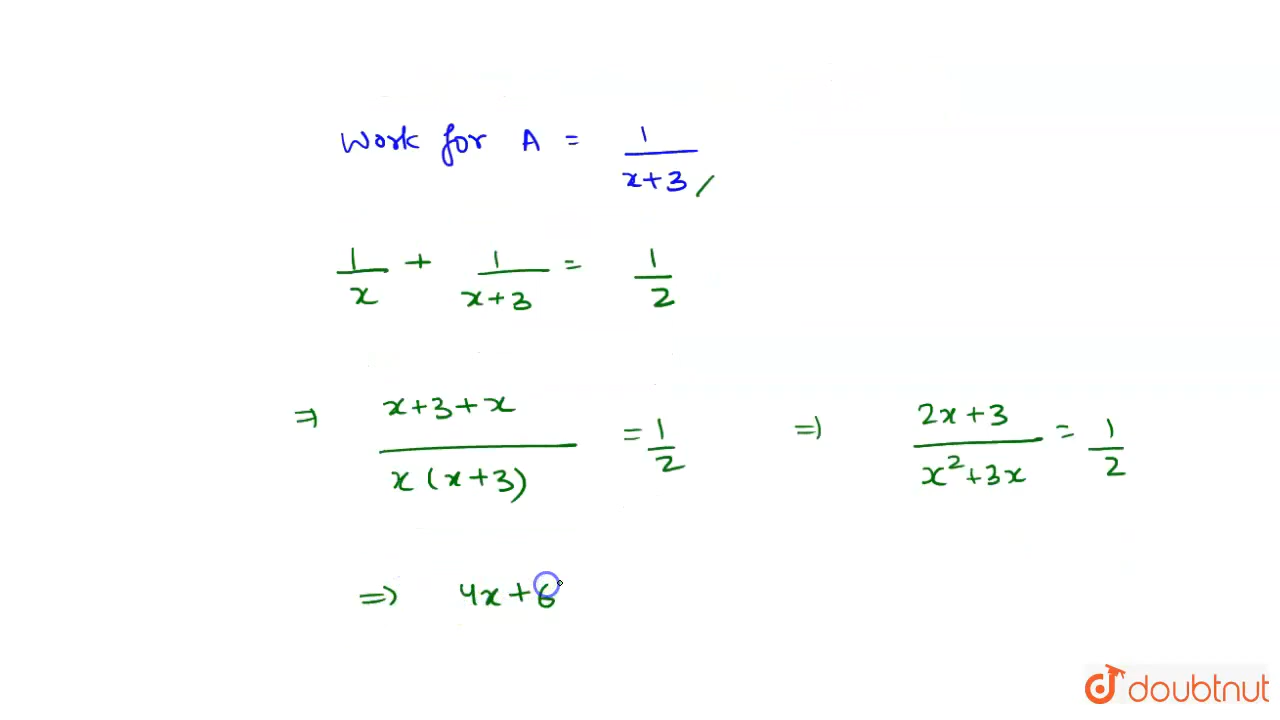 Work for A = 1/(x+3)
1/x + 1/(x+3) = 1/2
⇒ (x+3+x)/(x(x+3)) = 1/2 ⇒ (2x+3)/(x²+3x) = 1/2
⇒ 4x+6
doubtnut